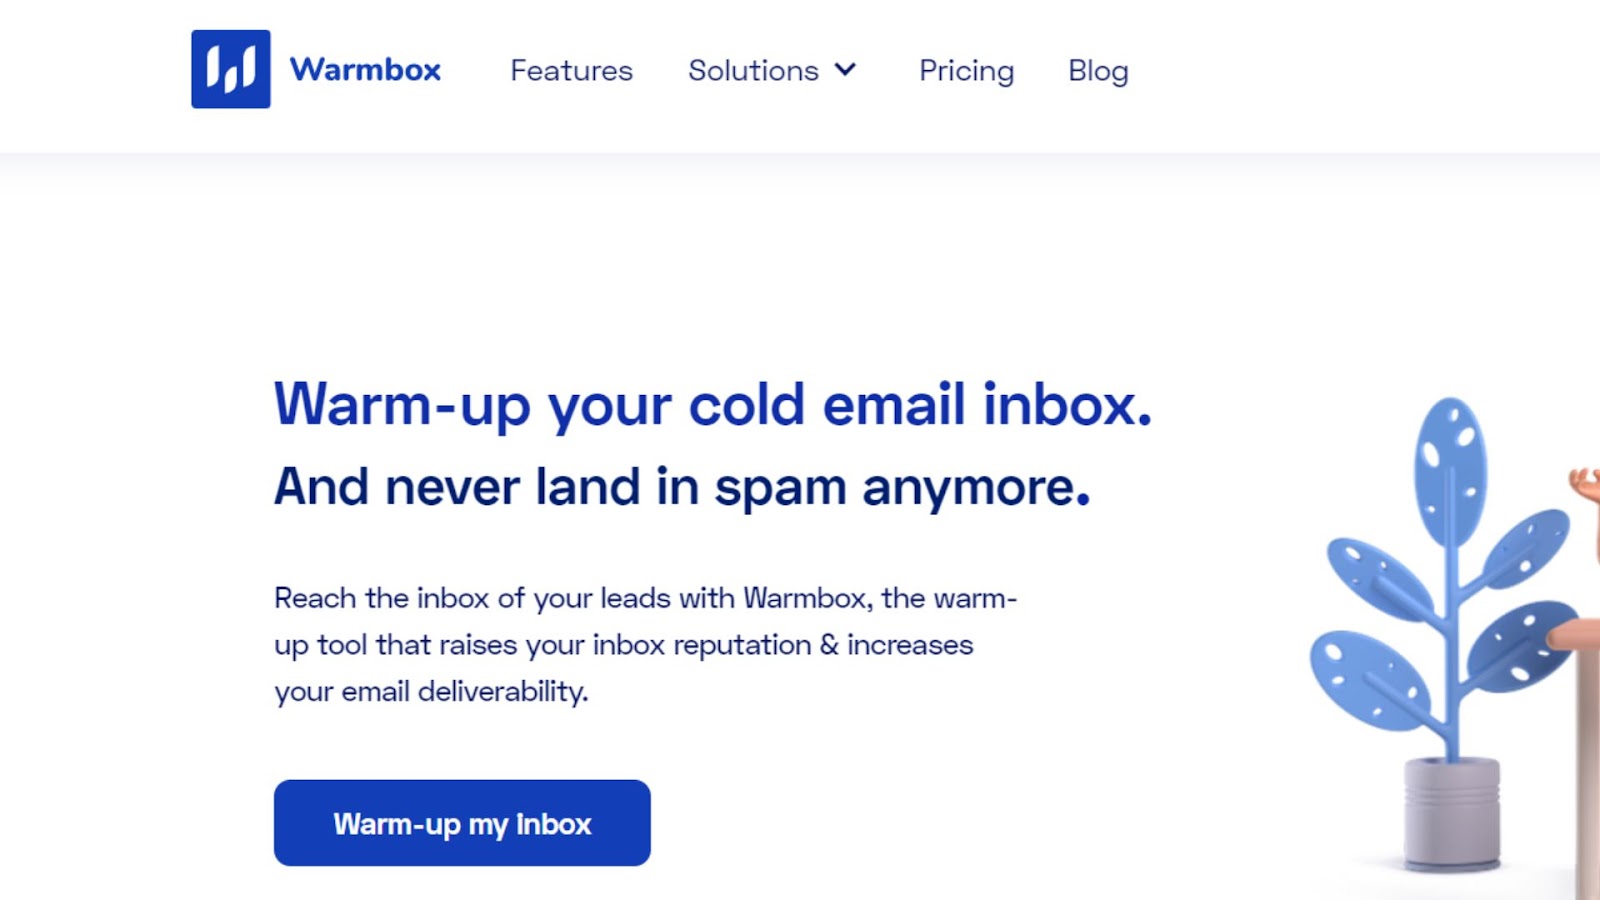 Warmbox Features Solutions Pricing Blog
Warm-up your cold email inbox.
And never land in spam anymore.
Reach the inbox of your leads with Warmbox, the warm-
up tool that raises your inbox reputation & increases
your email deliverability.
Warm-up my inbox